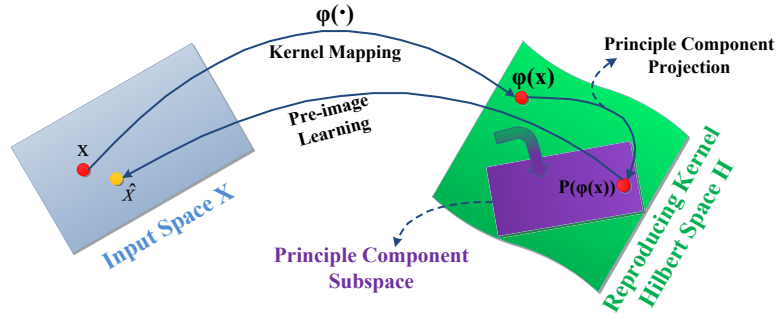 φ(·)
Kernel Mapping
Pre-image
Learning
x
X̂
Input Space X
φ(x)
Principle Component
Projection
P(φ(x))
Principle Component
Subspace
Reproducing Kernel
Hilbert Space H